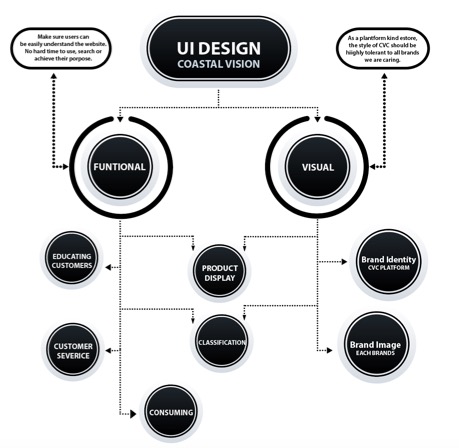 Make sure users can
be easily understand the website.
No hard time to use, search or
achieve their purpose.
UI DESIGN
COASTAL VISION
As a plantform kind estore,
the style of CVC should be
hiighly tolerant to all brands
we are caring.
FUNTIONAL
VISUAL
EDUCATING
CUSTOMERS
PRODUCT
DISPLAY
Brand Identity
CVC PLATFORM
CUSTOMER
SEVERICE
CLASSIFICATION
Brand Image
EACH BRANDS
CONSUMING